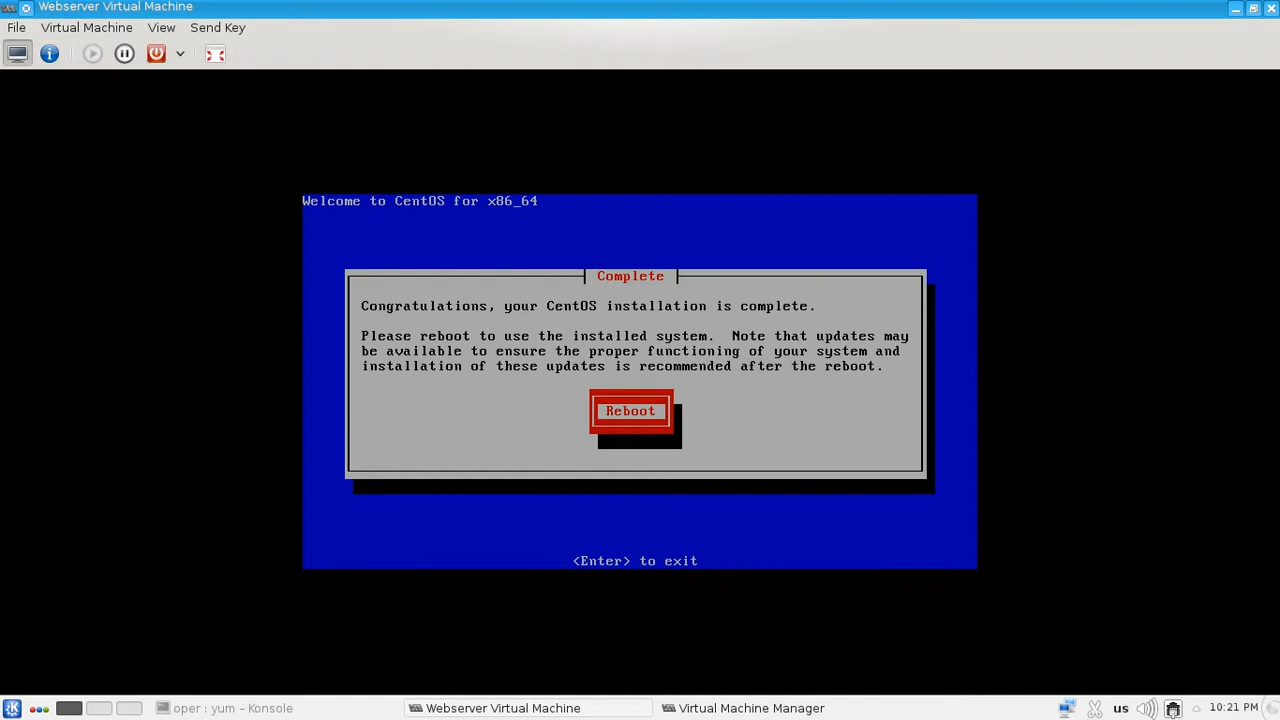 Webserver Virtual Machine
File Virtual Machine View Send Key
Welcome to CentOS for x86_64
Complete
Congratulations, your CentOS installation is complete.
Please reboot to use the installed system. Note that updates may
be available to ensure the proper functioning of your system and
installation of these updates is recommended after the reboot.
Reboot
<Enter> to exit
oper : yum – Konsole Webserver Virtual Machine Virtual Machine Manager us 10:21 PM